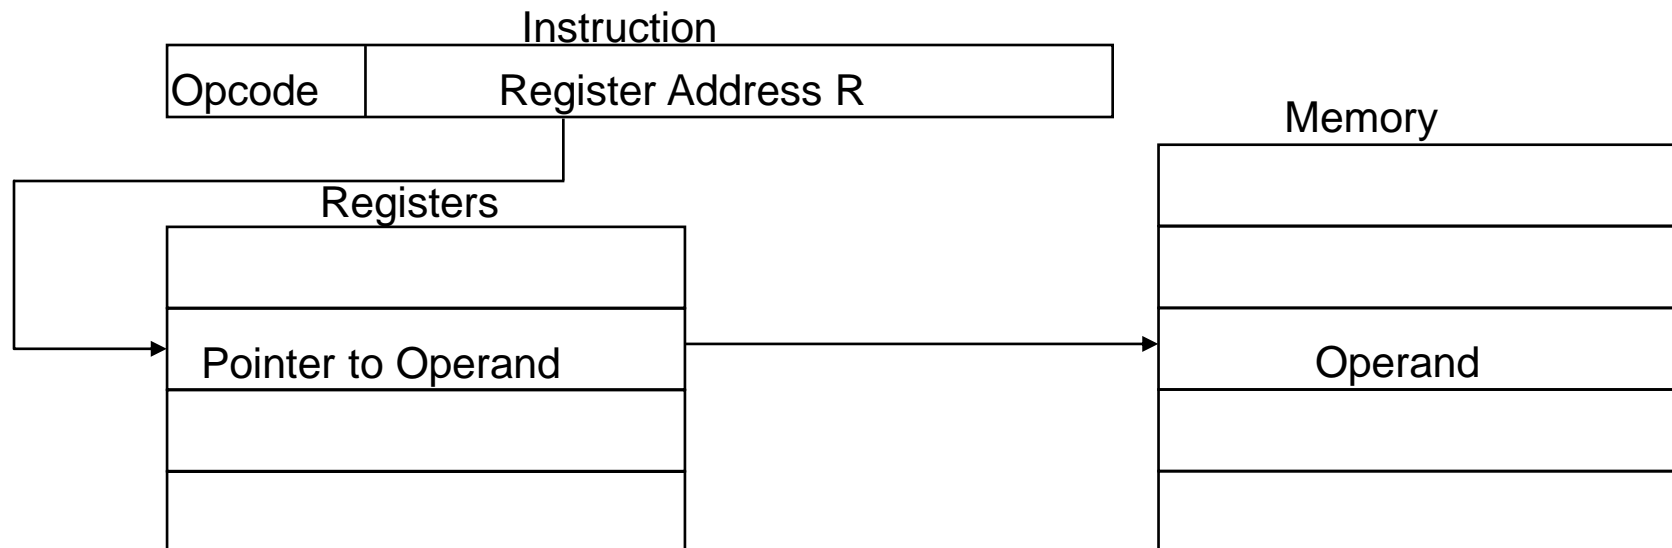 Instruction
Opcode Register Address R
Memory
Registers
Pointer to Operand
Operand